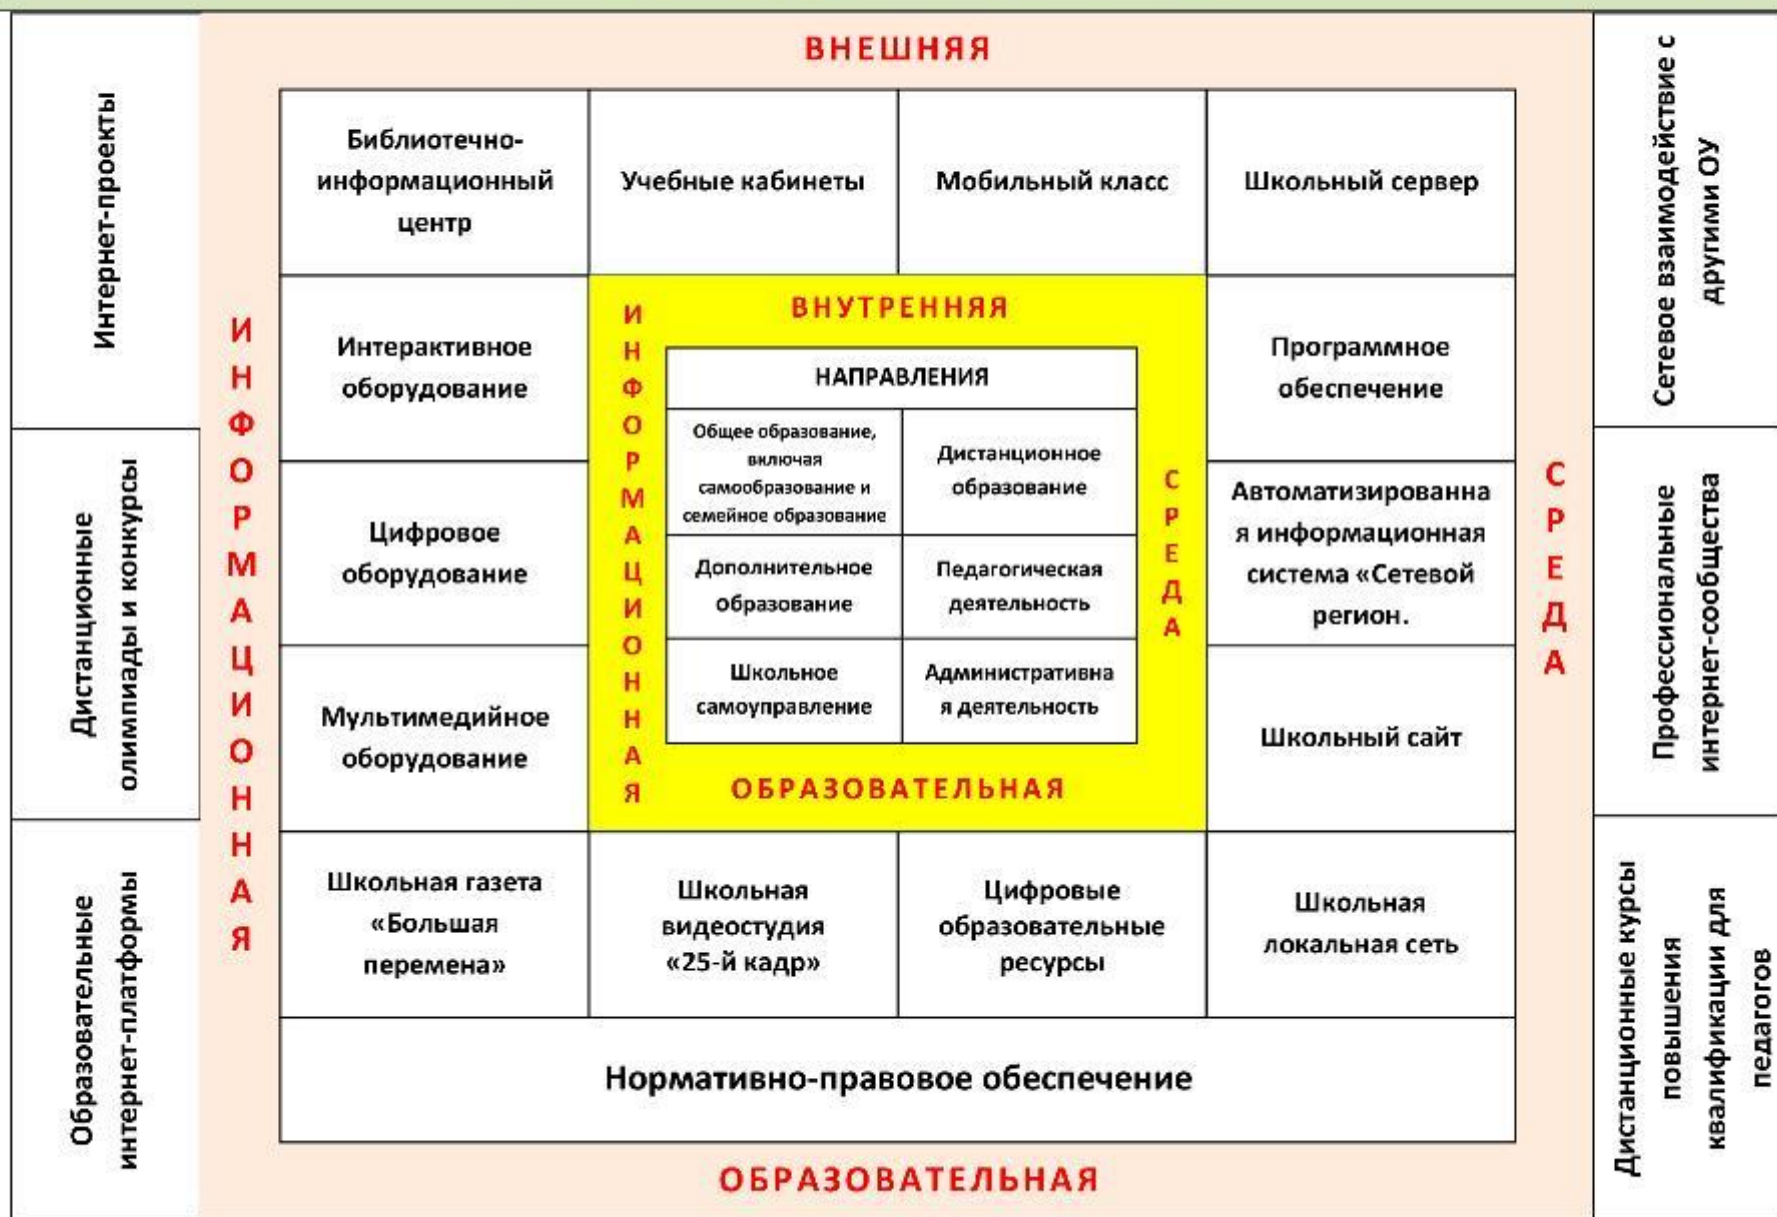 ВНЕШНЯЯ
Интернет-проекты
Дистанционные
олимпиады и конкурсы
Образовательные
интернет-платформы
ИНФОРМАЦИОННАЯ
Библиотечно-
информационный
центр
Учебные кабинеты
Мобильный класс
Школьный сервер
Интерактивное
оборудование
Цифровое
оборудование
Мультимедийное
оборудование
ВНУТРЕННЯЯ
ИНФОРМАЦИОННАЯ
НАПРАВЛЕНИЯ
Общее образование,
включая
самообразование и
семейное образование
Дистанционное
образование
Дополнительное
образование
Педагогическая
деятельность
Школьное
самоуправление
Административна
я деятельность
СРЕДА
ОБРАЗОВАТЕЛЬНАЯ
Программное
обеспечение
Автоматизированна
я информационная
система «Сетевой
регион.
Школьный сайт
Школьная газета
«Большая
перемена»
Школьная
видеостудия
«25-й кадр»
Цифровые
образовательные
ресурсы
Школьная
локальная сеть
Нормативно-правовое обеспечение
СРЕДА
ОБРАЗОВАТЕЛЬНАЯ
Сетевое взаимодействие с
другими ОУ
Профессиональные
интернет-сообщества
Дистанционные курсы
повышения
квалификации для
педагогов